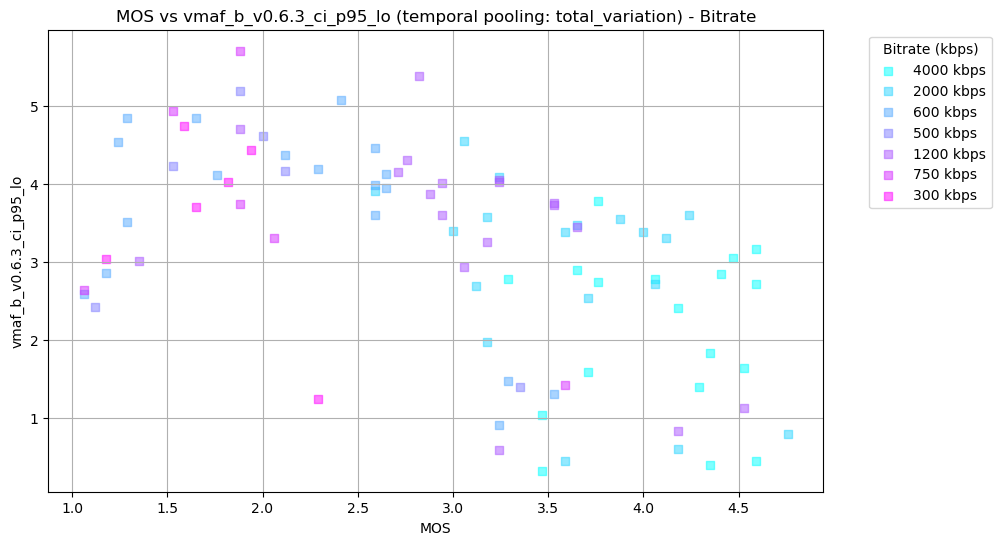 MOS vs vmaf_b_v0.6.3_ci_p95_lo (temporal pooling: total_variation) - Bitrate
vmaf_b_v0.6.3_ci_p95_lo
5
4
3
2
1
1.0 1.5 2.0 2.5 3.0 3.5 4.0 4.5
MOS
Bitrate (kbps)
4000 kbps
2000 kbps
600 kbps
500 kbps
1200 kbps
750 kbps
300 kbps